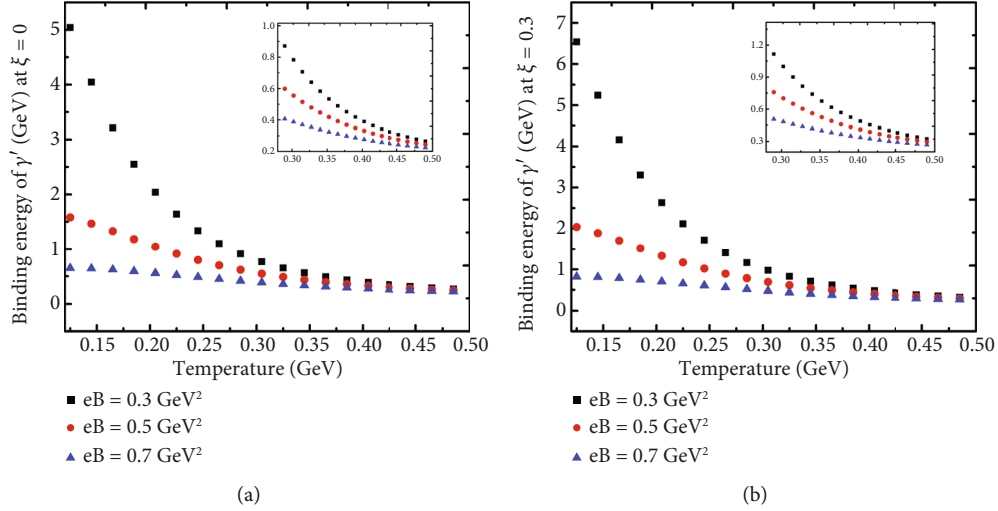 Binding energy of γ′ (GeV) at ξ = 0
5
4
3
2
1
0
0.15 0.20 0.25 0.30 0.35 0.40 0.45 0.50
Temperature (GeV)
1.0
0.8
0.6
0.4
0.2
0.30 0.35 0.40 0.45 0.50
eB = 0.3 GeV²
eB = 0.5 GeV²
eB = 0.7 GeV²
(a)
Binding energy of γ′ (GeV) at ξ = 0.3
7
6
5
4
3
2
1
0
0.15 0.20 0.25 0.30 0.35 0.40 0.45 0.50
Temperature (GeV)
1.2
0.9
0.6
0.3
0.30 0.35 0.40 0.45 0.50
eB = 0.3 GeV²
eB = 0.5 GeV²
eB = 0.7 GeV²
(b)